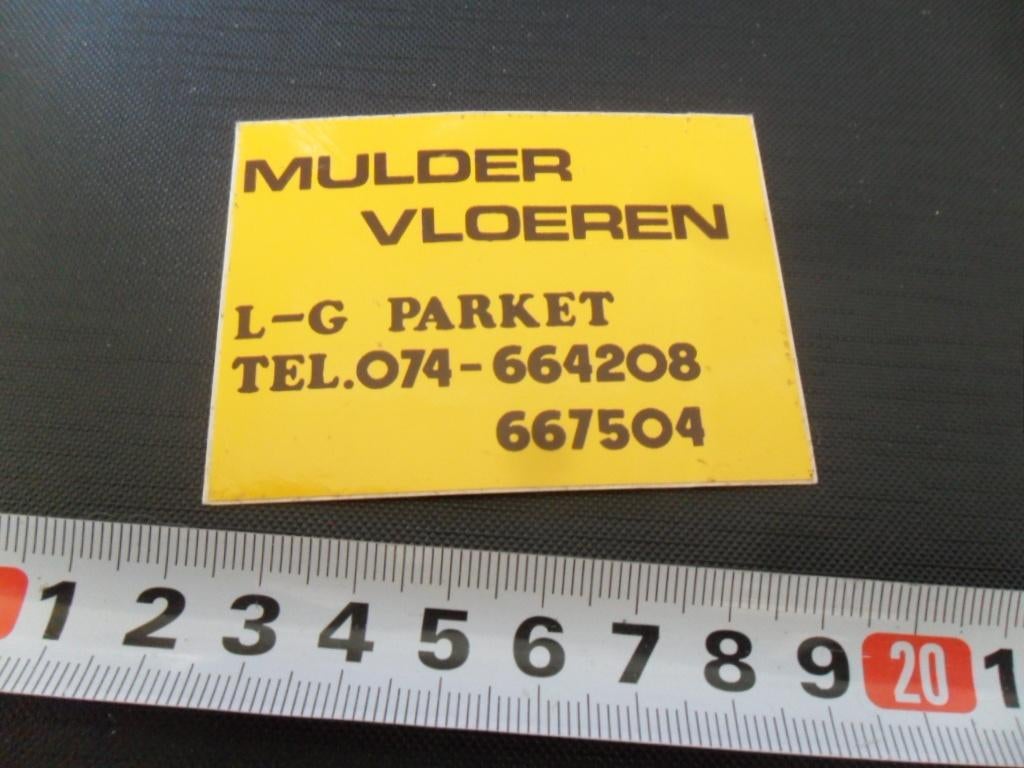 MULDER
VLOEREN
L-G PARKET
TEL.074-664208
667504
1 2 3 4 5 6 7 8 9 20 1